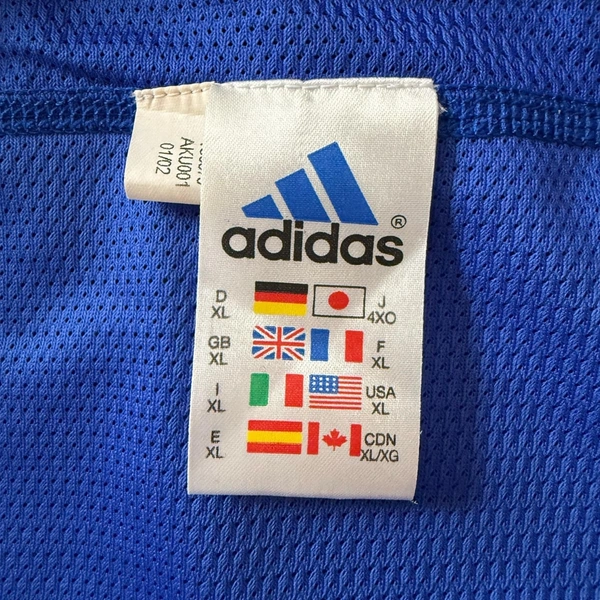 AKU001
01/02
adidas®
D
XL
J
4XO
GB
XL
F
XL
I
XL
USA
XL
E
XL
CDN
XL/XG